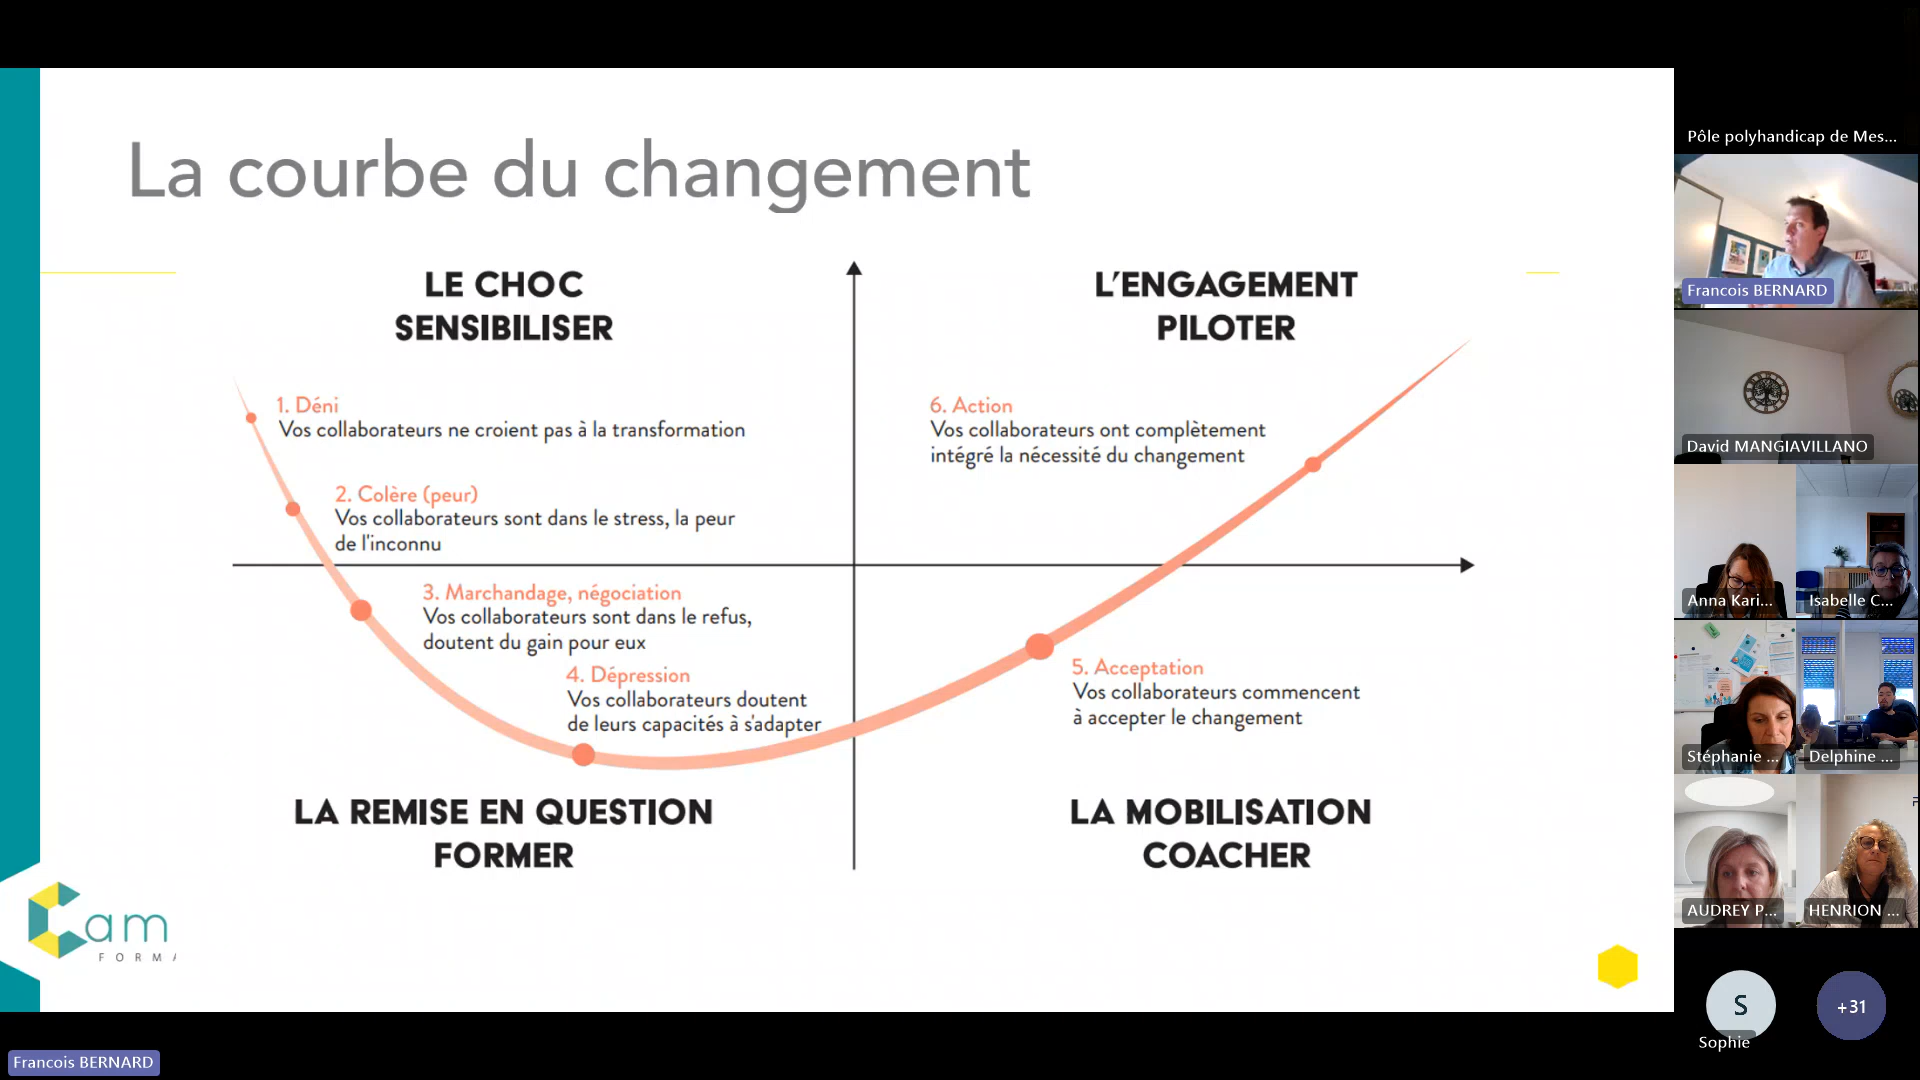 La courbe du changement
LE CHOC
SENSIBILISER
L'ENGAGEMENT
PILOTER
1. Déni
Vos collaborateurs ne croient pas à la transformation
2. Colère (peur)
Vos collaborateurs sont dans le stress, la peur
de l'inconnu
3. Marchandage, négociation
Vos collaborateurs sont dans le refus,
doutent du gain pour eux
4. Dépression
Vos collaborateurs doutent
de leurs capacités à s'adapter
6. Action
Vos collaborateurs ont complètement
intégré la nécessité du changement
5. Acceptation
Vos collaborateurs commencent
à accepter le changement
LA REMISE EN QUESTION
FORMER
LA MOBILISATION
COACHER
Cam
FORMA
Pôle polyhandicap de Mes...
Francois BERNARD
David MANGIAVILLANO
Anna Kari...
Isabelle C...
Stéphanie ...
Delphine ...
AUDREY P...
HENRION ...
S
Sophie
+31
Francois BERNARD